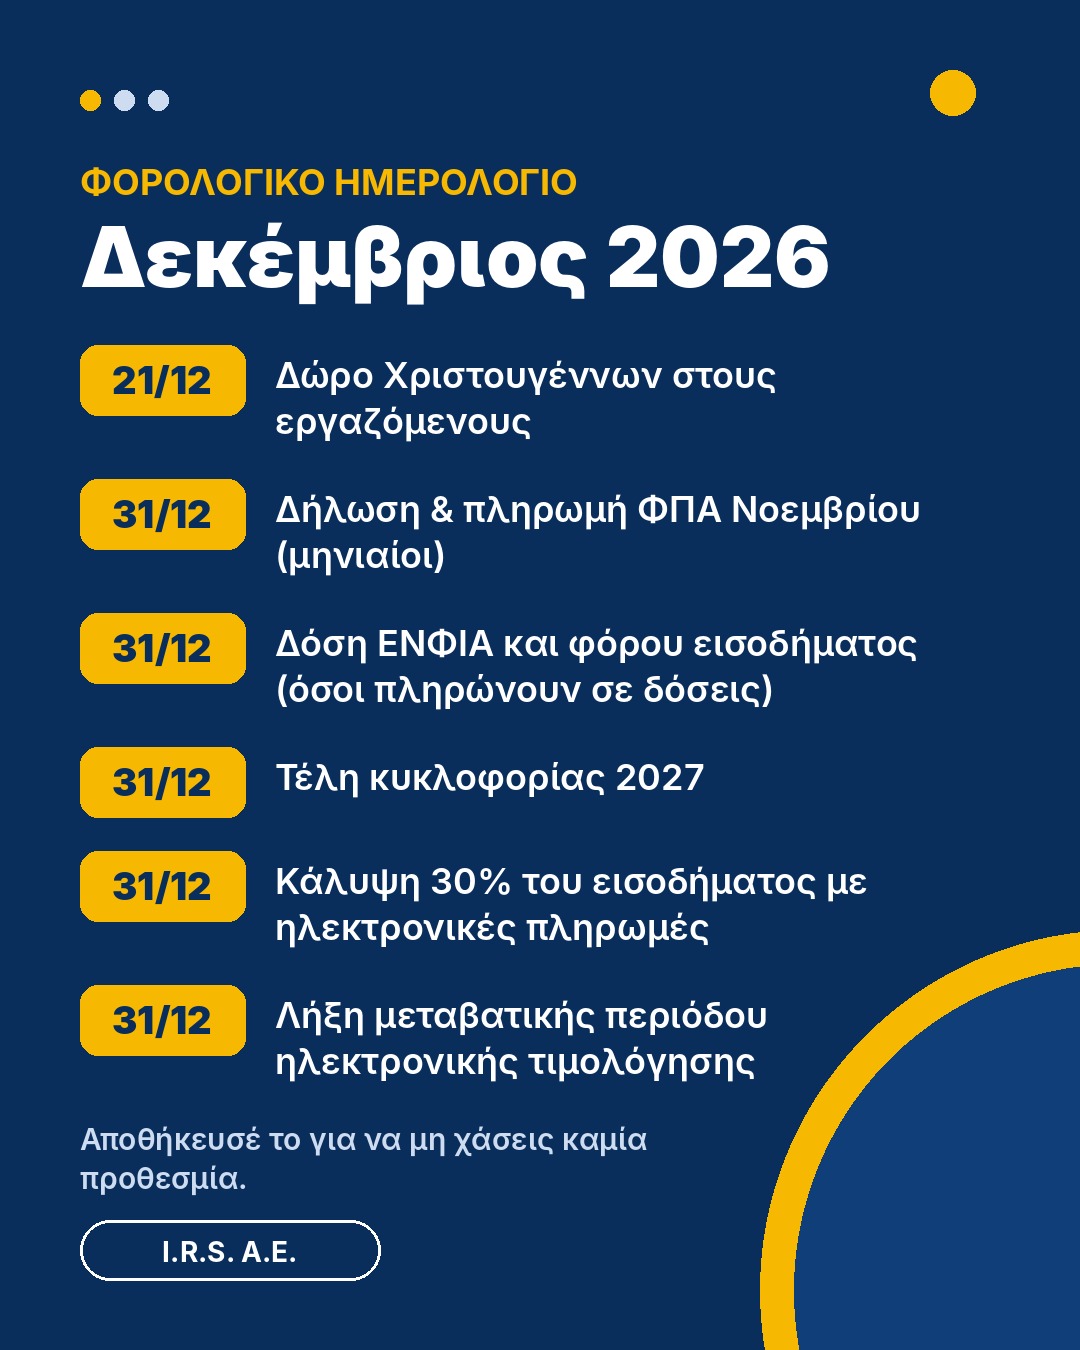 ΦΟΡΟΛΟΓΙΚΟ ΗΜΕΡΟΛΟΓΙΟ
Δεκέμβριος 2026
21/12 Δώρο Χριστουγέννων στους
εργαζόμενους
31/12 Δήλωση & πληρωμή ΦΠΑ Νοεμβρίου
(μηνιαίοι)
31/12 Δόση ΕΝΦΙΑ και φόρου εισοδήματος
(όσοι πληρώνουν σε δόσεις)
31/12 Τέλη κυκλοφορίας 2027
31/12 Κάλυψη 30% του εισοδήματος με
ηλεκτρονικές πληρωμές
31/12 Λήξη μεταβατικής περιόδου
ηλεκτρονικής τιμολόγησης
Αποθήκευσέ το για να μη χάσεις καμία
προθεσμία.
I.R.S. A.E.